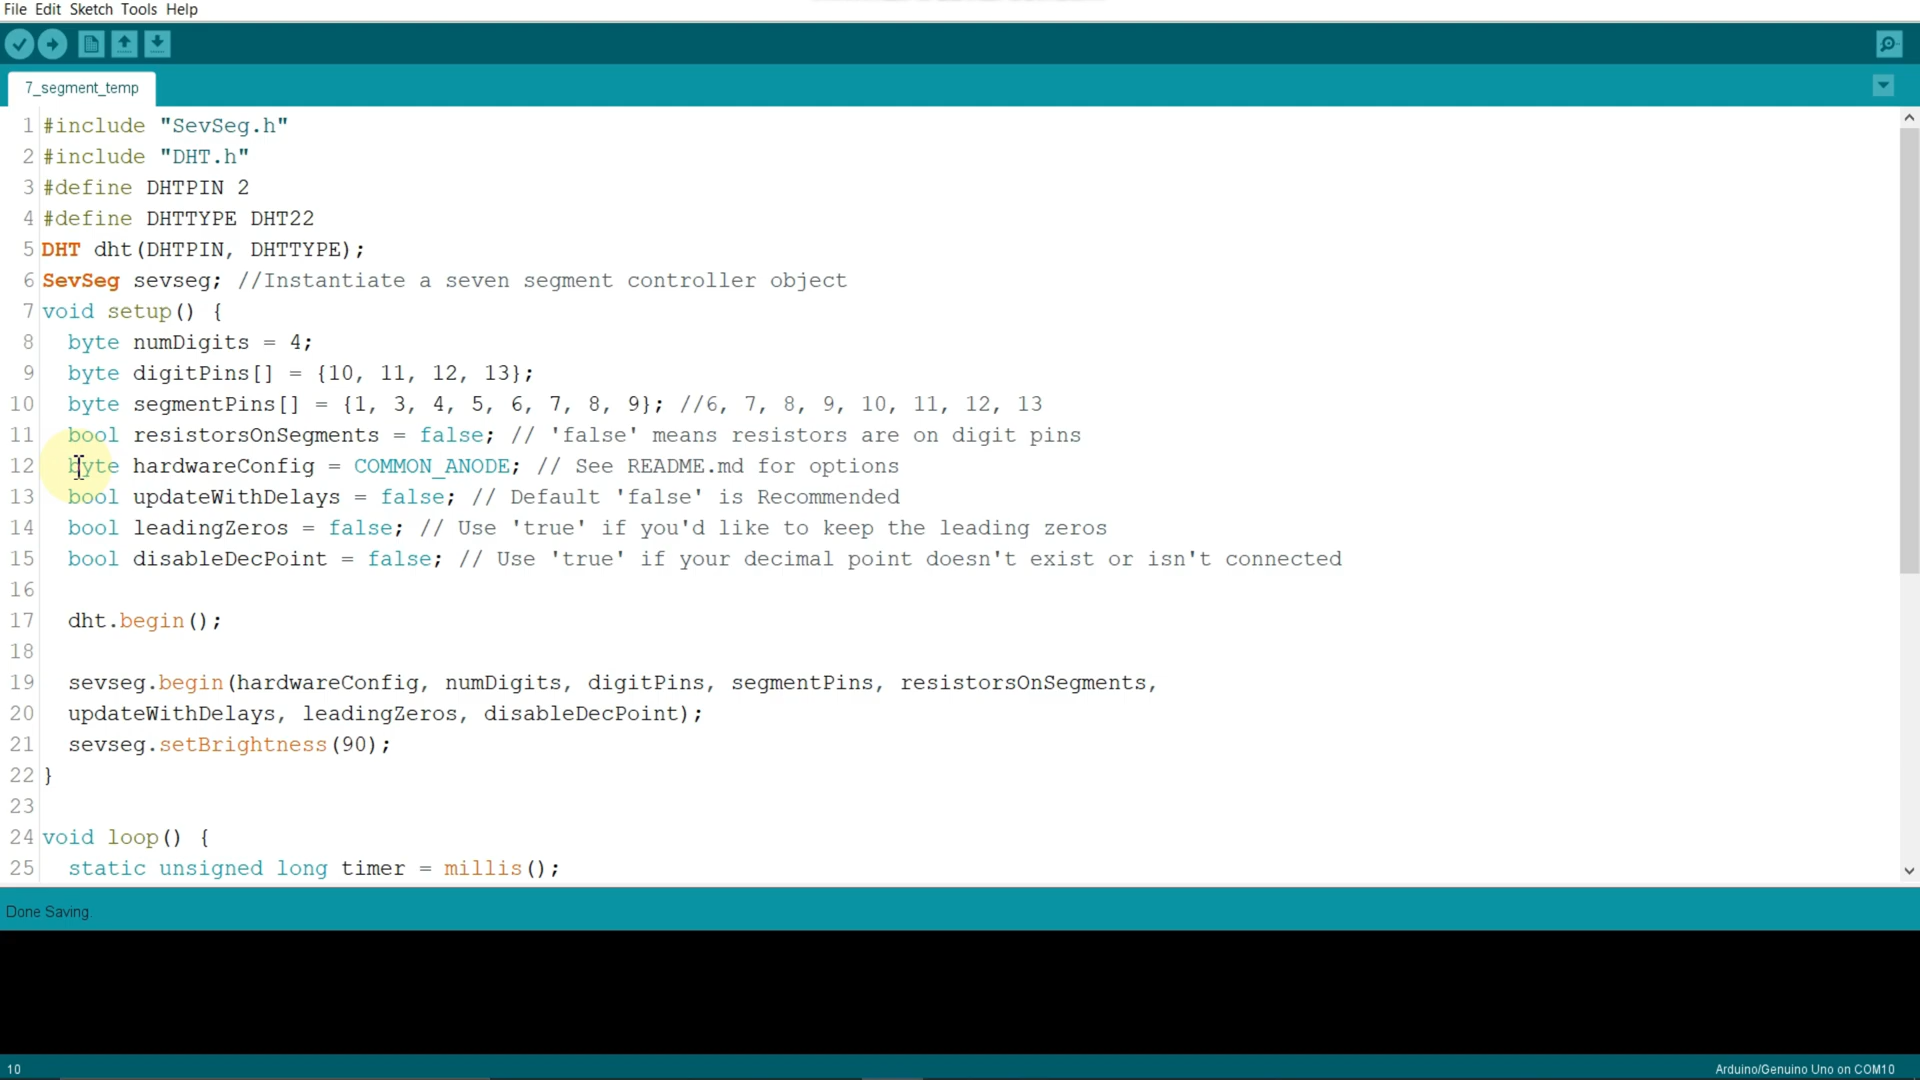 File Edit Sketch Tools Help
7_segment_temp
1 #include "SevSeg.h"
2 #include "DHT.h"
3 #define DHTPIN 2
4 #define DHTTYPE DHT22
5 DHT dht(DHTPIN, DHTTYPE);
6 SevSeg sevseg; //Instantiate a seven segment controller object
7 void setup() {
8 byte numDigits = 4;
9 byte digitPins[] = {10, 11, 12, 13};
10 byte segmentPins[] = {1, 3, 4, 5, 6, 7, 8, 9}; //6, 7, 8, 9, 10, 11, 12, 13
11 bool resistorsOnSegments = false; // 'false' means resistors are on digit pins
12 byte hardwareConfig = COMMON_ANODE; // See README.md for options
13 bool updateWithDelays = false; // Default 'false' is Recommended
14 bool leadingZeros = false; // Use 'true' if you'd like to keep the leading zeros
15 bool disableDecPoint = false; // Use 'true' if your decimal point doesn't exist or isn't connected
16
17 dht.begin();
18
19 sevseg.begin(hardwareConfig, numDigits, digitPins, segmentPins, resistorsOnSegments,
20 updateWithDelays, leadingZeros, disableDecPoint);
21 sevseg.setBrightness(90);
22 }
23
24 void loop() {
25 static unsigned long timer = millis();
Done Saving.
10
Arduino/Genuino Uno on COM10